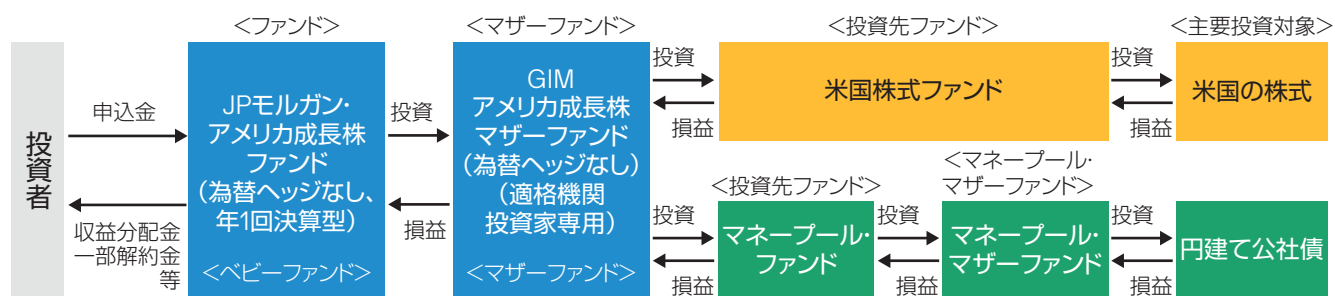 <ファンド>
<マザーファンド>
<投資先ファンド>
<主要投資対象>
投資者
申込金
収益分配金
一部解約金
等
JPモルガン・
アメリカ成長株
ファンド
(為替ヘッジなし、
年1回決算型)
<ベビーファンド>
投資
損益
GIM
アメリカ成長株
マザーファンド
(為替ヘッジなし)
(適格機関
投資家専用)
<マザーファンド>
投資
損益
米国株式ファンド
投資
損益
米国の株式
<投資先ファンド>
<マネープール・
マザーファンド>
投資
損益
マネープール・
ファンド
投資
損益
マネープール・
マザーファンド
投資
損益
円建て公社債